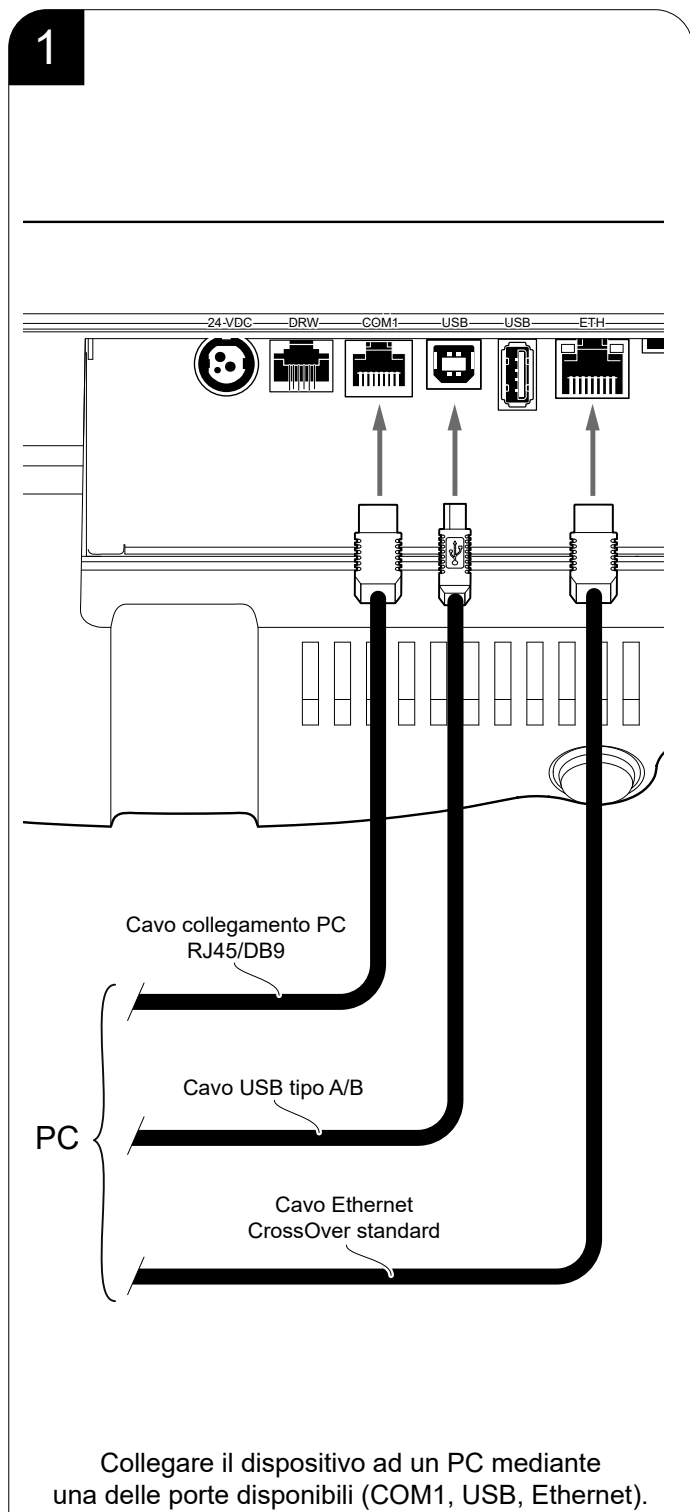 1
24 VDC DRW COM1 USB USB ETH
Cavo collegamento PC
RJ45/DB9
Cavo USB tipo A/B
PC
Cavo Ethernet
CrossOver standard
Collegare il dispositivo ad un PC mediante
una delle porte disponibili (COM1, USB, Ethernet).